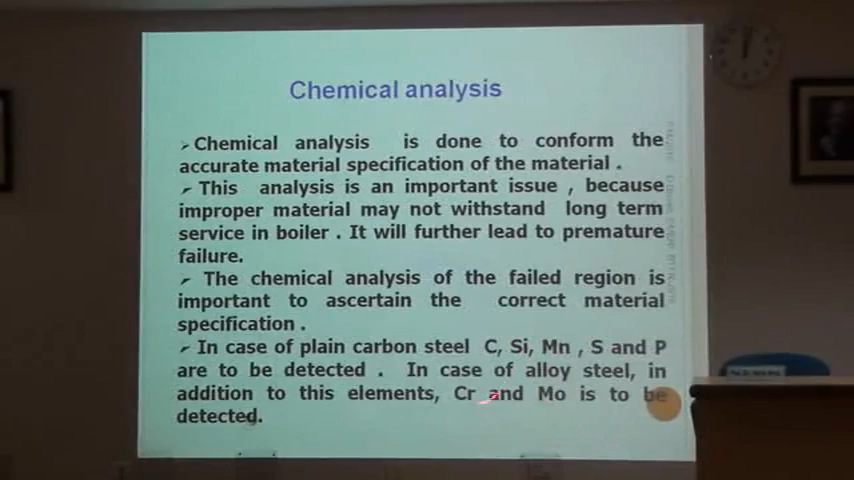 Chemical analysis
➢Chemical analysis is done to conform the
accurate material specification of the material .
➢ This analysis is an important issue , because
improper material may not withstand long term
service in boiler . It will further lead to premature
failure.
➢ The chemical analysis of the failed region is
important to ascertain the correct material
specification .
➢ In case of plain carbon steel C, Si, Mn , S and P
are to be detected . In case of alloy steel, in
addition to this elements, Cr and Mo is to be
detected.